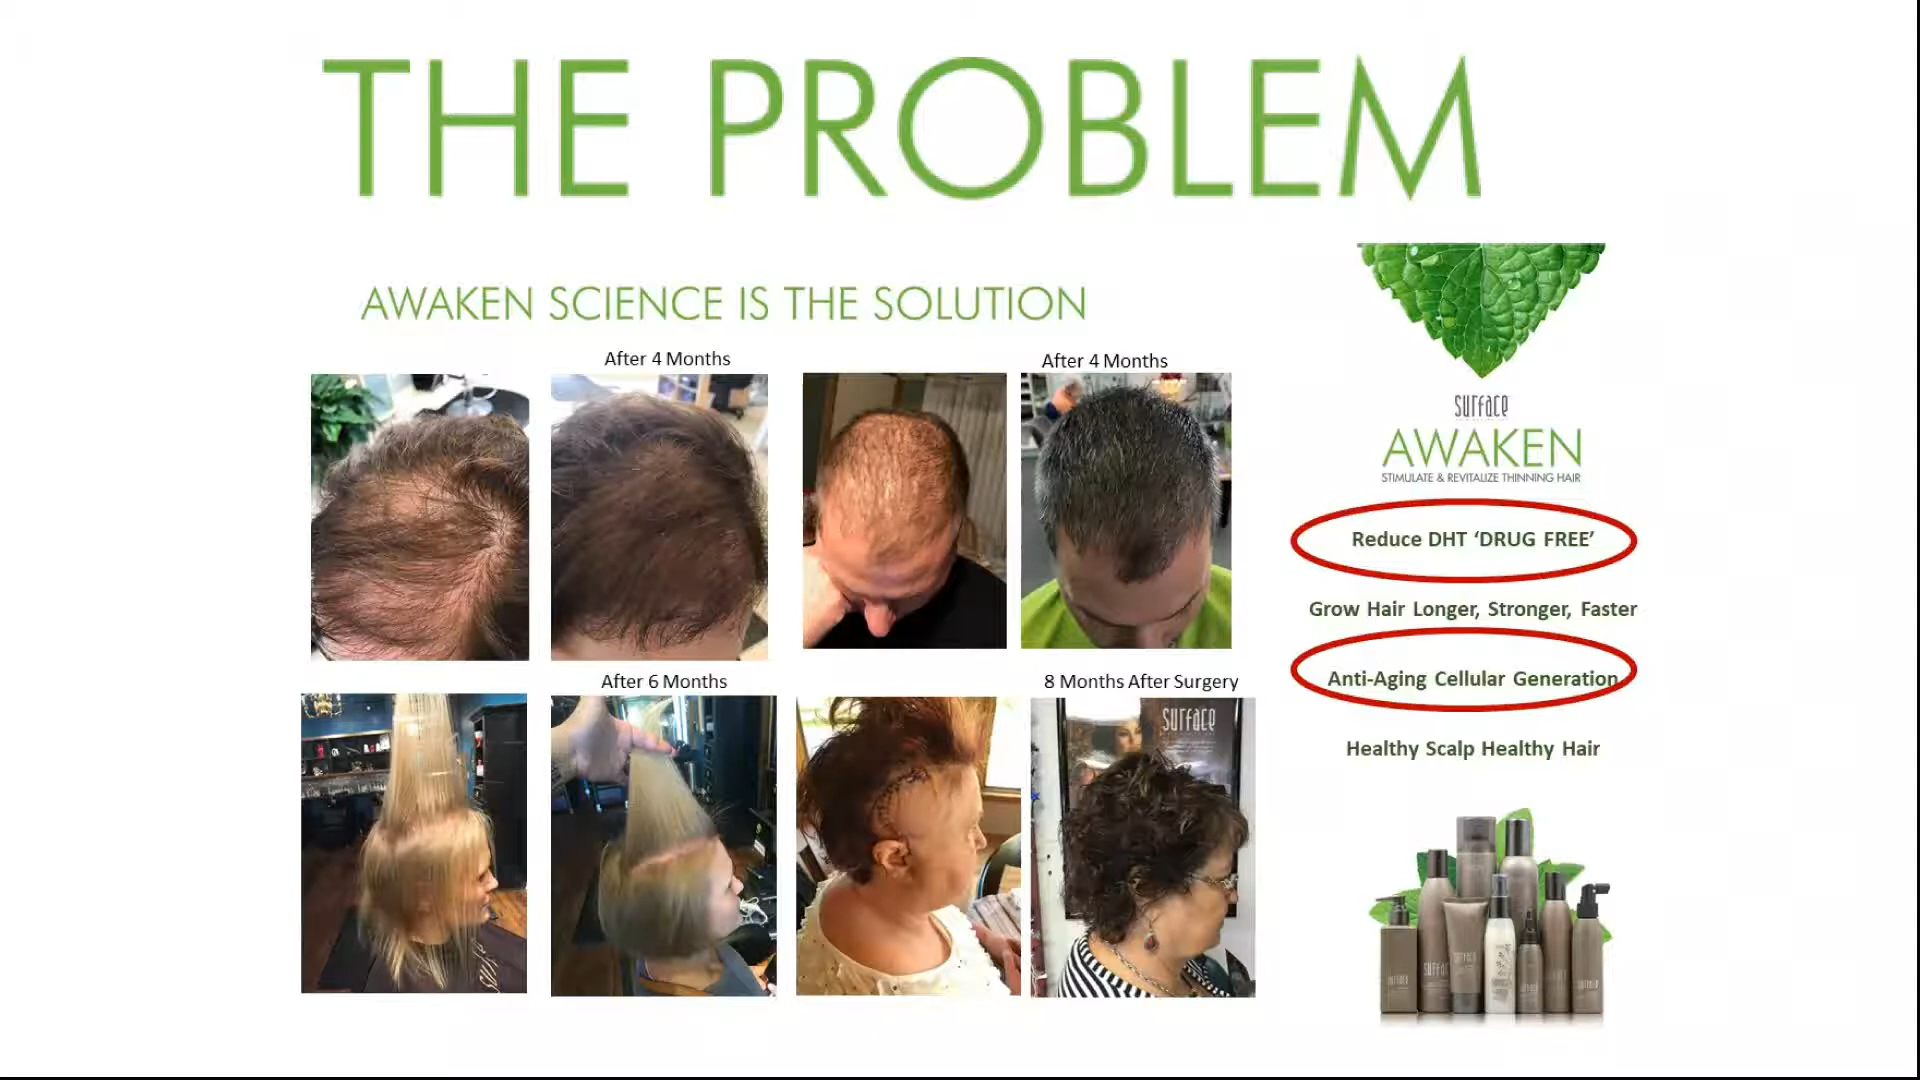 THE PROBLEM
AWAKEN SCIENCE IS THE SOLUTION
After 4 Months
After 4 Months
After 6 Months
8 Months After Surgery
surface
surface
AWAKEN
STIMULATE & REVITALIZE THINNING HAIR
Reduce DHT ‘DRUG FREE’
Grow Hair Longer, Stronger, Faster
Anti-Aging Cellular Generation
Healthy Scalp Healthy Hair